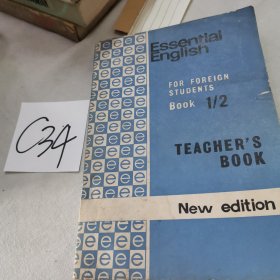 Essential
English
FOR FOREIGN
STUDENTS
Book 1/2
TEACHER'S
BOOK
New edition
C34